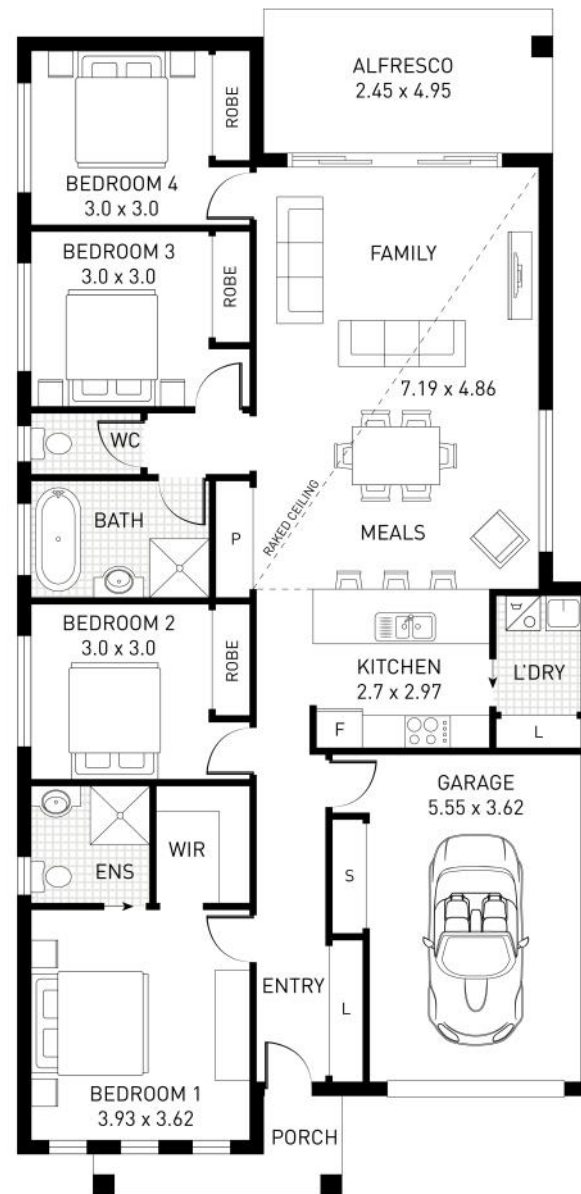 ALFRESCO
2.45 x 4.95
ROBE
BEDROOM 4
3.0 x 3.0
BEDROOM 3
3.0 x 3.0
ROBE
FAMILY
7.19 x 4.86
WC
BATH
P
RAKED CEILING
MEALS
BEDROOM 2
3.0 x 3.0
ROBE
KITCHEN
2.7 x 2.97
L'DRY
F
L
GARAGE
5.55 x 3.62
WIR
ENS
S
ENTRY
L
BEDROOM 1
3.93 x 3.62
PORCH